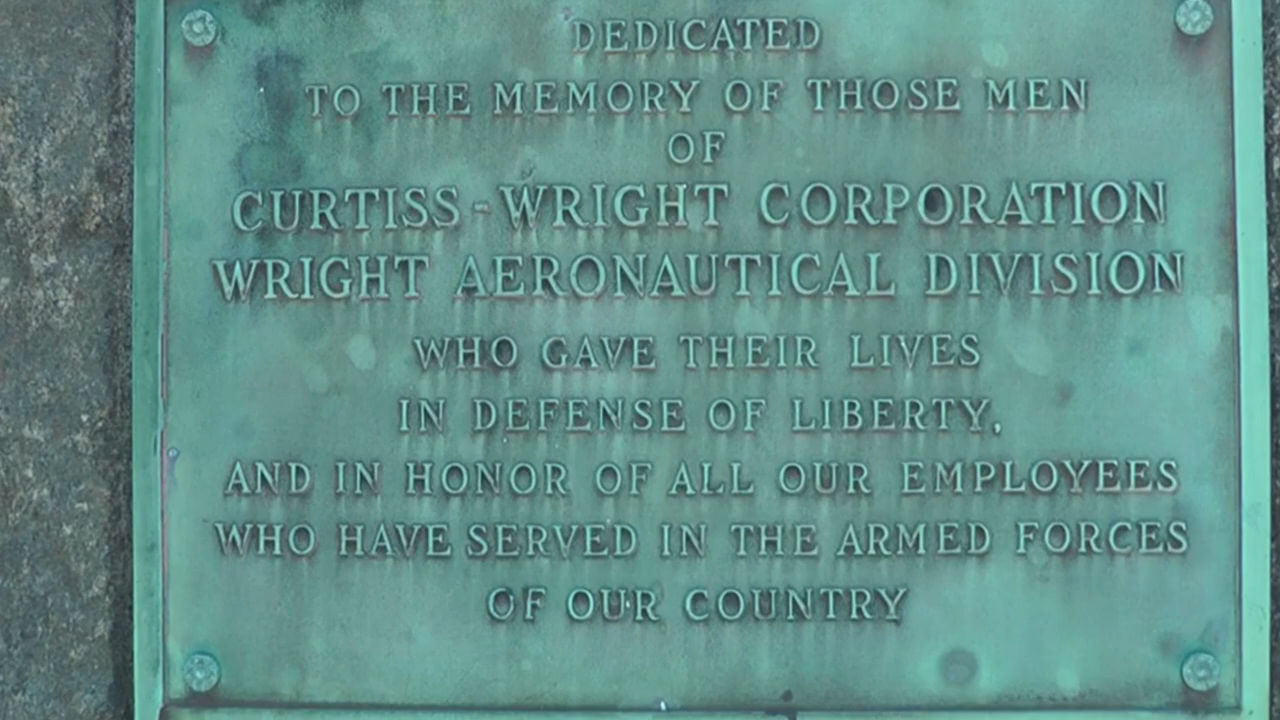 DEDICATED
TO THE MEMORY OF THOSE MEN
OF
CURTISS-WRIGHT CORPORATION
WRIGHT AERONAUTICAL DIVISION
WHO GAVE THEIR LIVES
IN DEFENSE OF LIBERTY,
AND IN HONOR OF ALL OUR EMPLOYEES
WHO HAVE SERVED IN THE ARMED FORCES
OF OUR COUNTRY